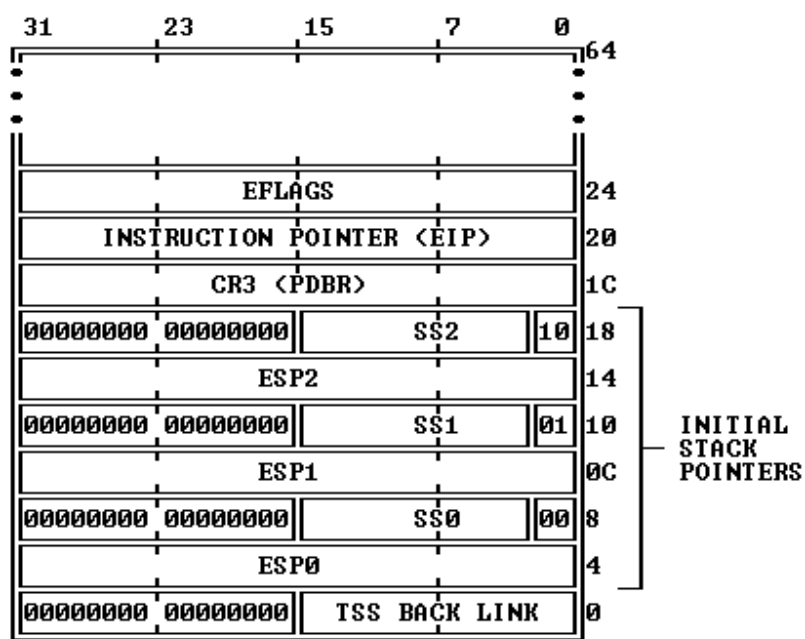 31 23 15 7 0
64
EFLAGS 24
INSTRUCTION POINTER (EIP) 20
CR3 (PDBR) 1C
00000000 00000000 SS2 10 18
ESP2 14
00000000 00000000 SS1 01 10
ESP1 0C
00000000 00000000 SS0 00 8
ESP0 4
00000000 00000000 TSS BACK LINK 0
INITIAL
STACK
POINTERS